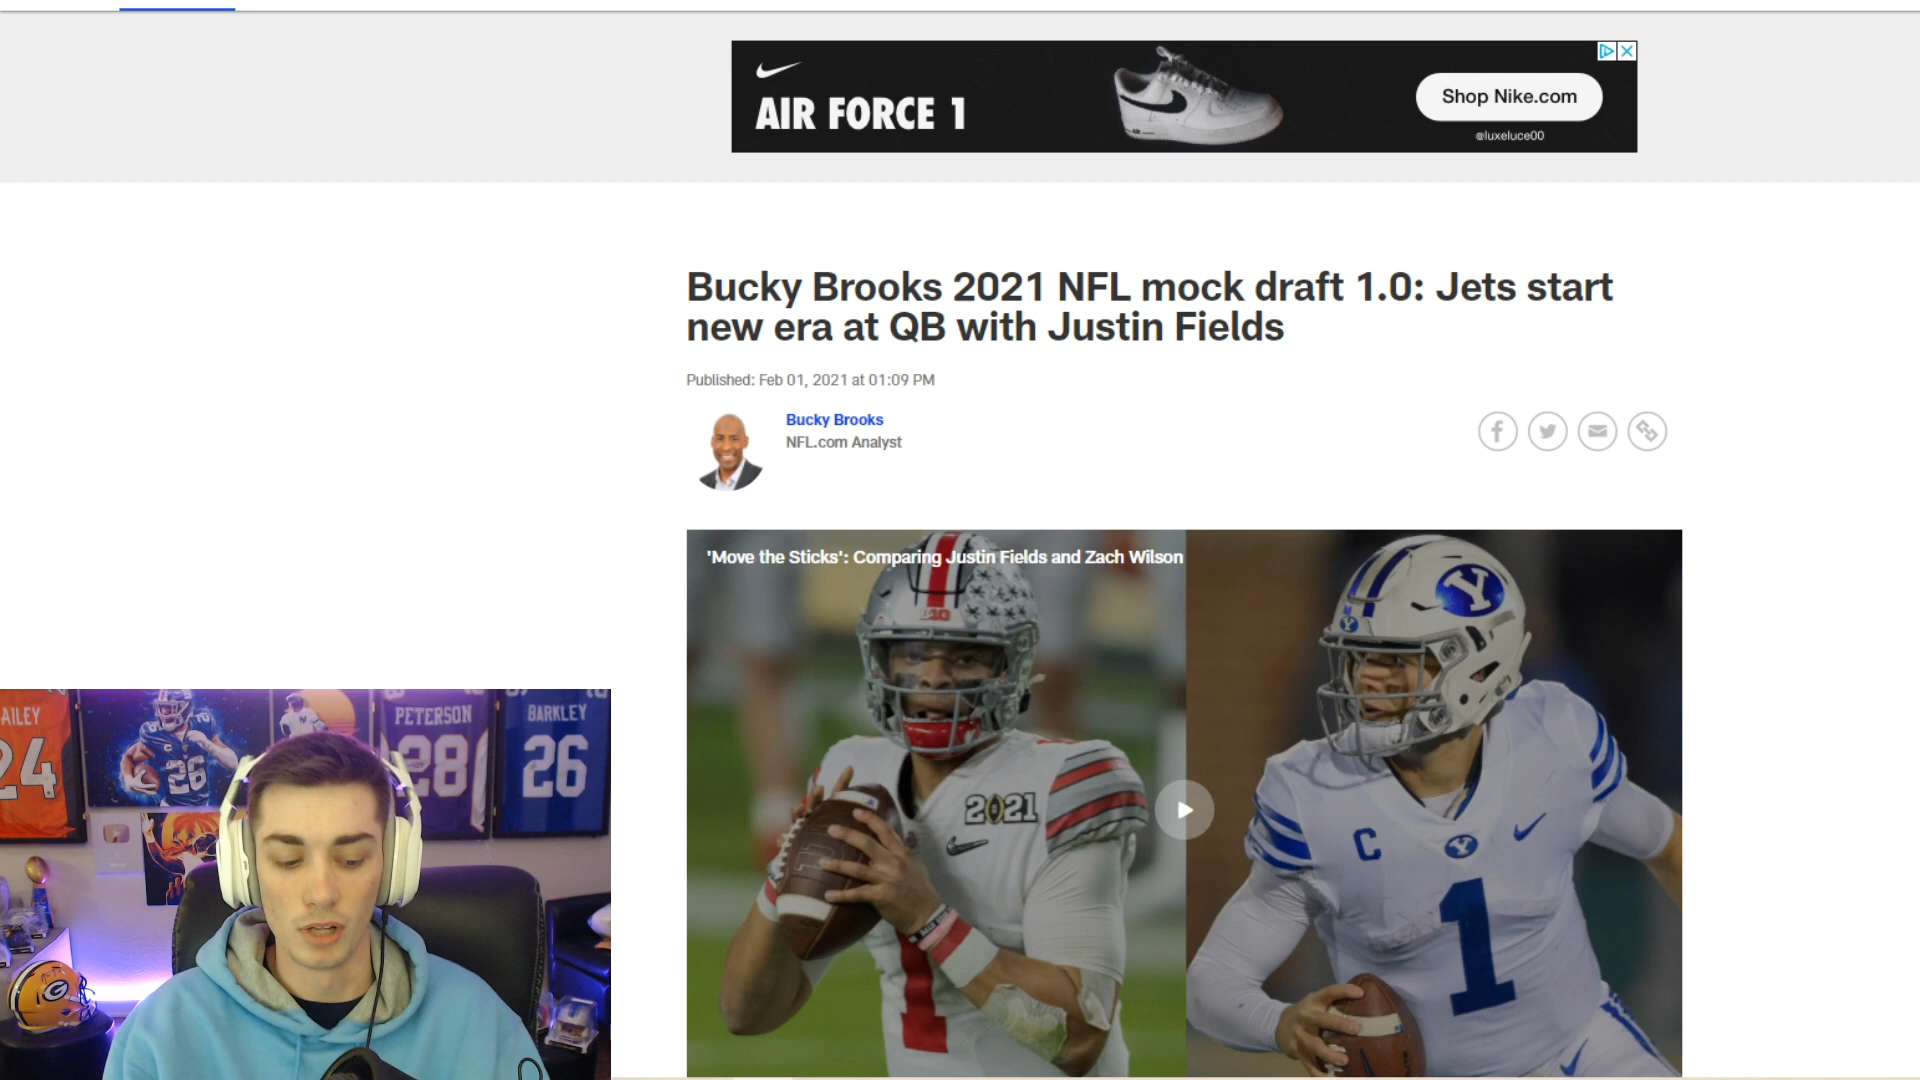 AIR FORCE 1
Shop Nike.com
@luxeluce00
Bucky Brooks 2021 NFL mock draft 1.0: Jets start
new era at QB with Justin Fields
Published: Feb 01, 2021 at 01:09 PM
Bucky Brooks
NFL.com Analyst
'Move the Sticks': Comparing Justin Fields and Zach Wilson
2021
Y
Y
C
Y
1
1
AILEY
24
26
PETERSON
28
BARKLEY
26
G